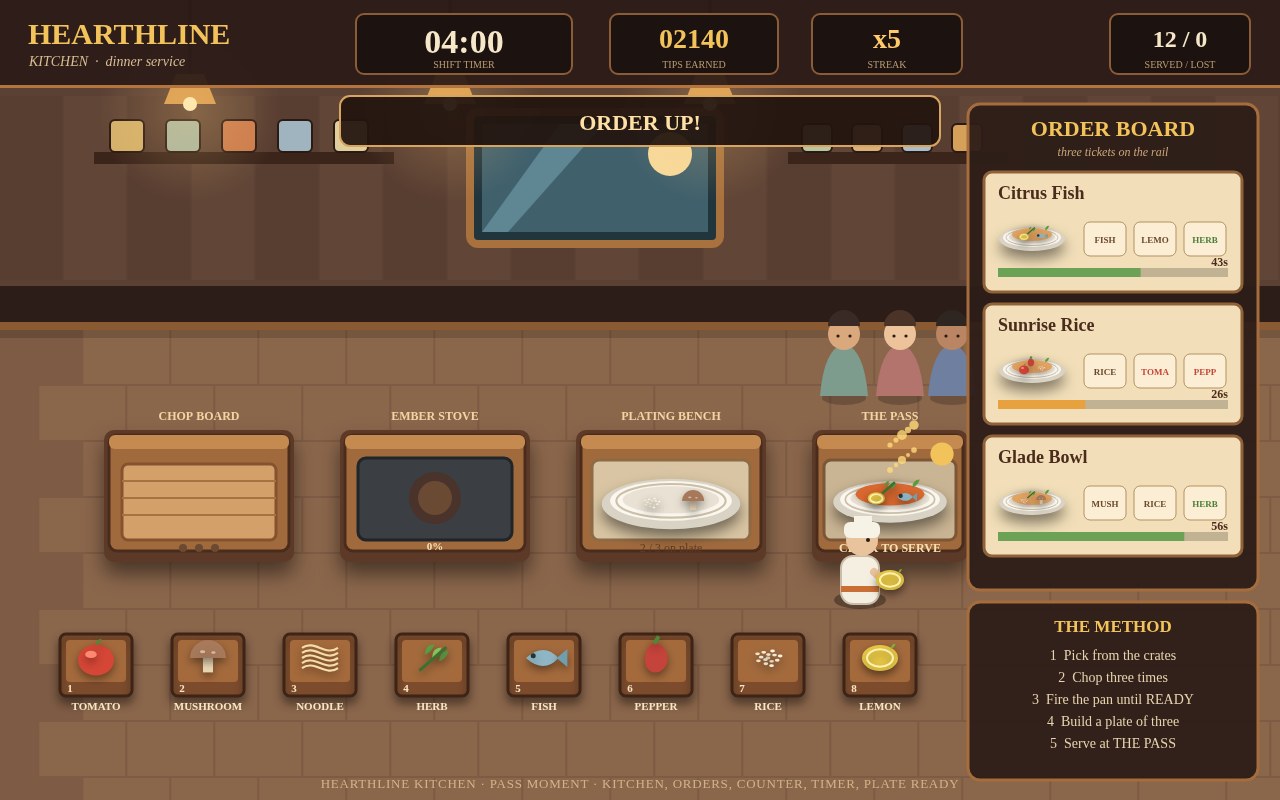 HEARTHLINE
KITCHEN · dinner service
04:00
SHIFT TIMER
02140
TIPS EARNED
x5
STREAK
12 / 0
SERVED / LOST
ORDER UP!
ORDER BOARD
three tickets on the rail
Citrus Fish
FISH LEMO HERB
43s
Sunrise Rice
RICE TOMA PEPP
26s
Glade Bowl
MUSH RICE HERB
56s
CHOP BOARD
EMBER STOVE
PLATING BENCH
THE PASS
0%
2 / 3 on plate
TO SERVE
1
2
3
4
5
6
7
8
TOMATO
MUSHROOM
NOODLE
HERB
FISH
PEPPER
RICE
LEMON
THE METHOD
1 Pick from the crates
2 Chop three times
3 Fire the pan until READY
4 Build a plate of three
5 Serve at THE PASS
HEARTHLINE KITCHEN · PASS MOMENT · KITCHEN, ORDERS, COUNTER, TIMER, PLATE READY